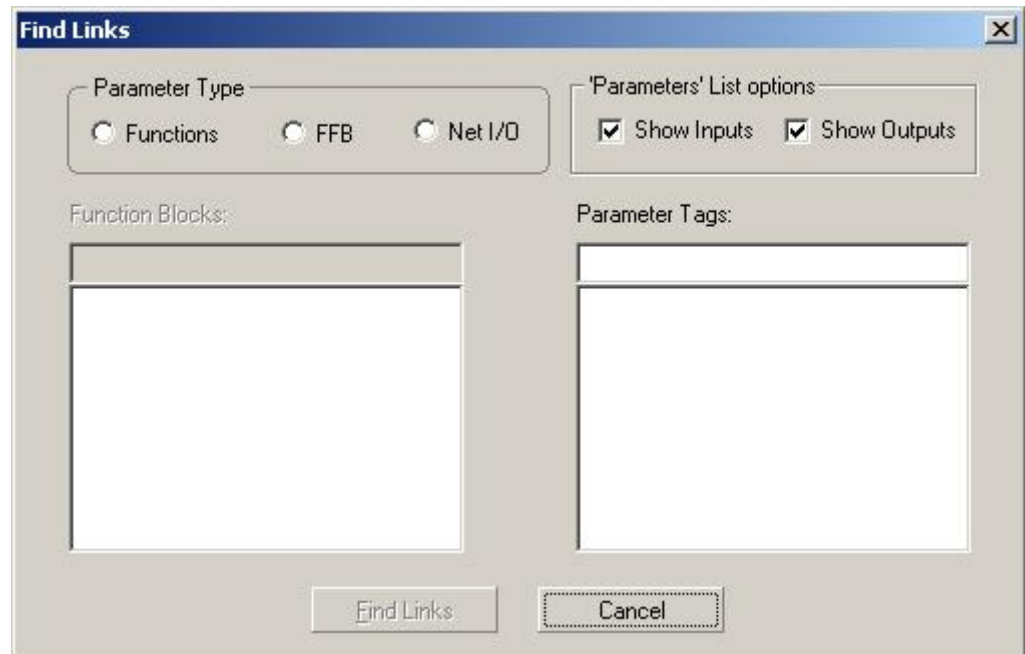 Find Links
Parameter Type
Functions FFB Net I/O
'Parameters' List options
Show Inputs Show Outputs
Function Blocks:
Parameter Tags:
Find Links Cancel